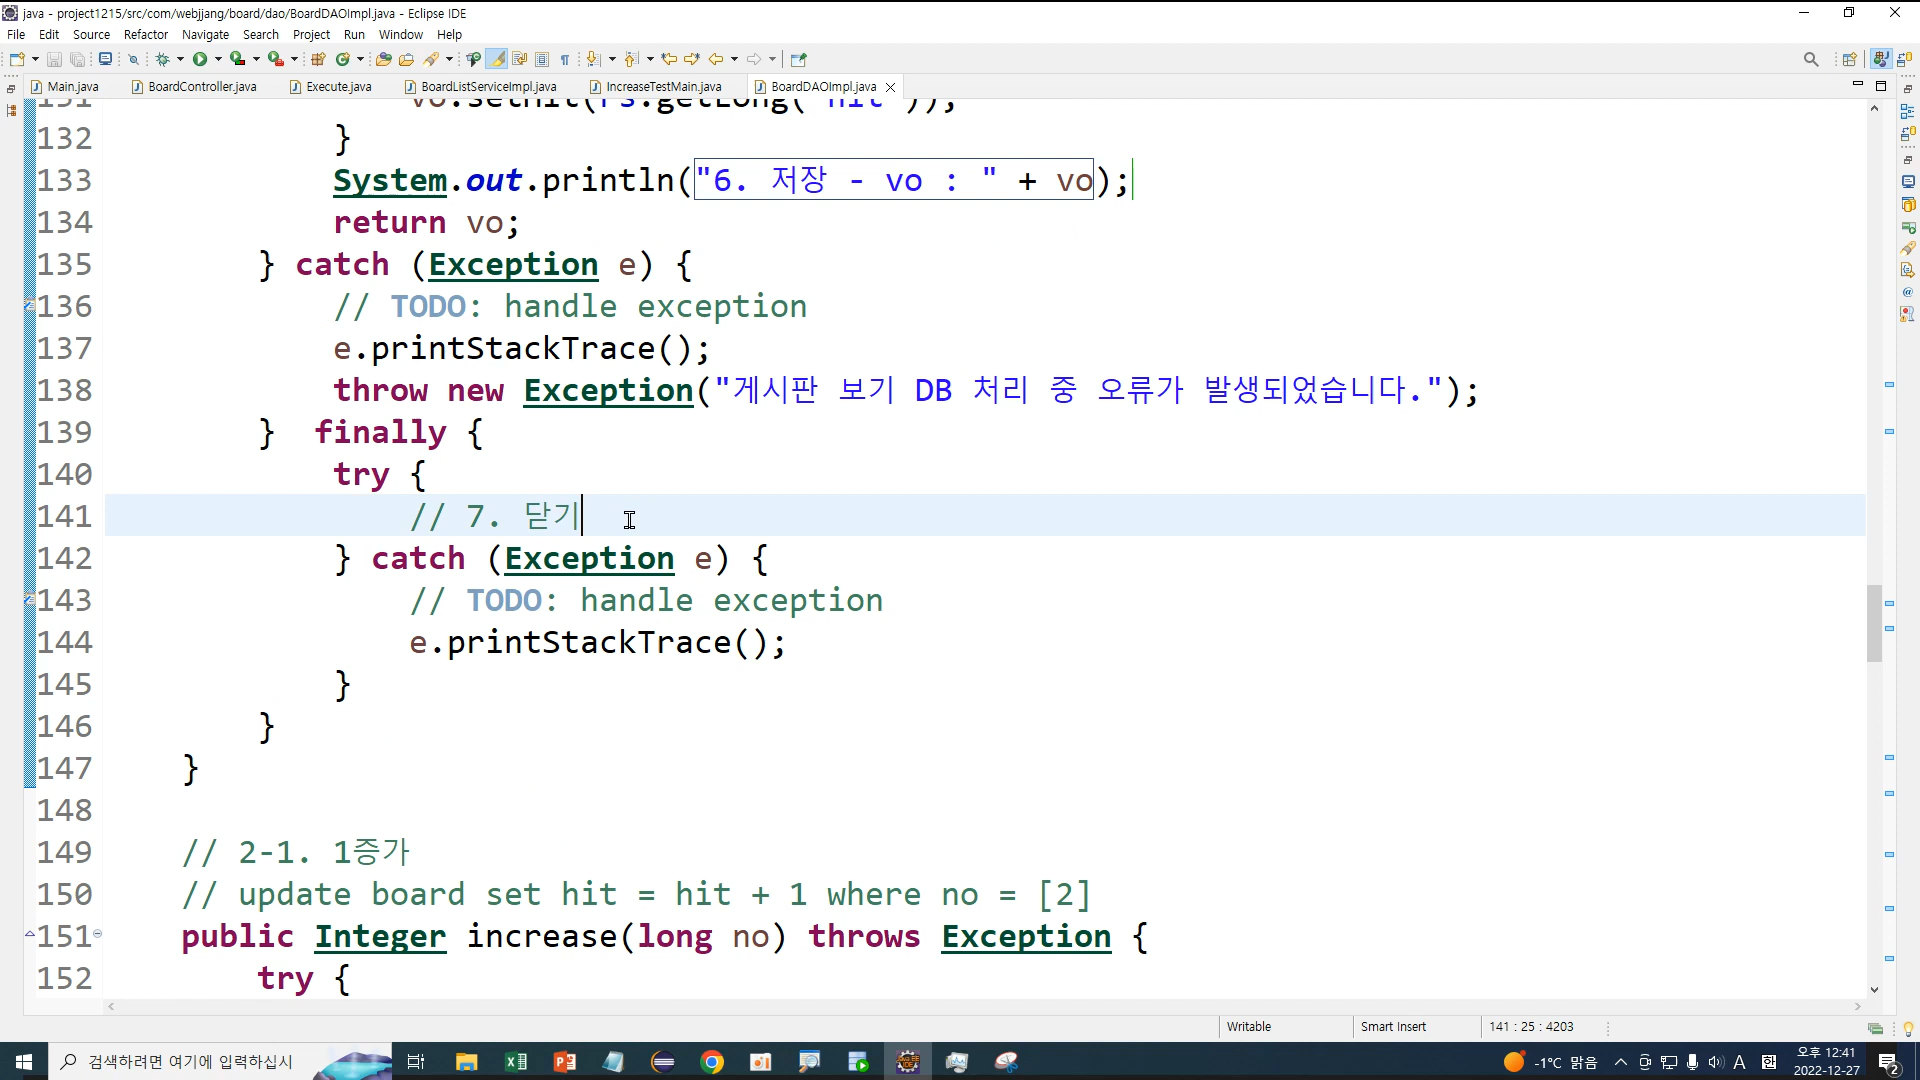 java - project1215/src/com/webjjang/board/dao/BoardDAOImpl.java - Eclipse IDE
File Edit Source Refactor Navigate Search Project Run Window Help
Main.java BoardController.java Execute.java BoardListServiceImpl.java IncreaseTestMain.java BoardDAOImpl.java
131 vo.setHit(rs.getLong("hit"));
132 }
133 System.out.println("6. 저장 - vo : " + vo);
134 return vo;
135 } catch (Exception e) {
136 // TODO: handle exception
137 e.printStackTrace();
138 throw new Exception("게시판 보기 DB 처리 중 오류가 발생되었습니다.");
139 } finally {
140 try {
141 // 7. 닫기
142 } catch (Exception e) {
143 // TODO: handle exception
144 e.printStackTrace();
145 }
146 }
147 }
148
149 // 2-1. 1증가
150 // update board set hit = hit + 1 where no = [2]
151 public Integer increase(long no) throws Exception {
152 try {
Writable Smart Insert 141 : 25 : 4203
검색하려면 여기에 입력하십시
-1°C 맑음 A 오후 12:41
2022-12-27 2